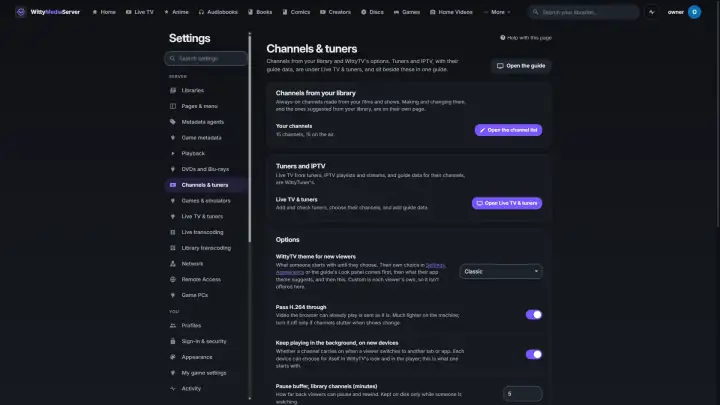 WittyMediaServer
Home
Live TV
Anime
Audiobooks
Books
Comics
Creators
Discs
Games
Home Videos
More
Search your libraries...
owner
O
Settings
Search settings
SERVER
Libraries
Pages & menu
Metadata agents
Game metadata
Playback
DVDs and Blu-rays
Channels & tuners
Games & emulators
Live TV & tuners
Live transcoding
Library transcoding
Network
Remote Access
Game PCs
YOU
Profiles
Sign-in & security
Appearance
My game settings
Activity
Help with this page
Channels & tuners
Channels from your library and WittyTV's options. Tuners and IPTV, with their
guide data, are under Live TV & tuners, and sit beside these in one guide.
Open the guide
Channels from your library
Always-on channels made from your films and shows. Making and changing them,
and the ones suggested from your library, are on their own page.
Your channels
15 channels, 15 on the air.
Open the channel list
Tuners and IPTV
Live TV from tuners, IPTV playlists and streams, and guide data for their channels,
are WittyTuner's.
Live TV & tuners
Add and check tuners, choose their channels, and add guide data.
Open Live TV & tuners
Options
WittyTV theme for new viewers
What someone starts with until they choose. Their own choice in Settings,
Appearance or the guide's Look panel comes first, then what their app
theme suggests, and then this. Custom is each viewer's own, so it isn't
offered here.
Classic
Pass H.264 through
Video the browser can already play is sent as it is. Much lighter on the machine;
turn it off only if channels stutter when shows change.
Keep playing in the background, on new devices
Whether a channel carries on when a viewer switches to another tab or app. Each
device can choose for itself in WittyTV's look and in the player; this is what one
starts with.
Pause buffer, library channels (minutes)
How far back viewers can pause and rewind. Kept on disk only while someone is
watching.
5